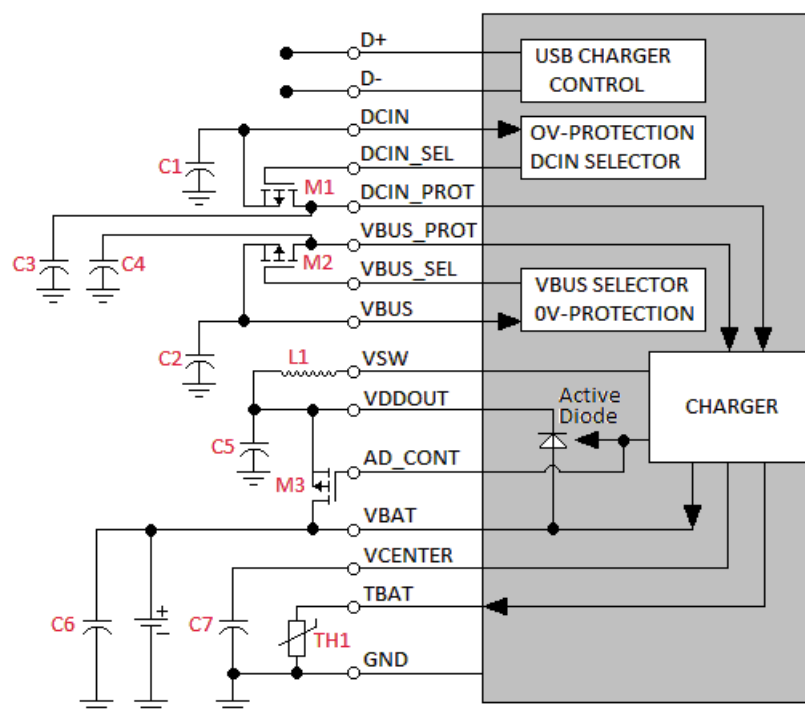 D+
USB CHARGER
CONTROL
D-
DCIN
OV-PROTECTION
DCIN SELECTOR
C1
DCIN_SEL
M1
DCIN_PROT
VBUS_PROT
C3
C4
M2
VBUS_SEL
VBUS SELECTOR
0V-PROTECTION
VBUS
C2
L1
VSW
VDDOUT
Active
Diode
CHARGER
C5
AD_CONT
M3
VBAT
VCENTER
TBAT
C6
+
–
C7
TH1
GND